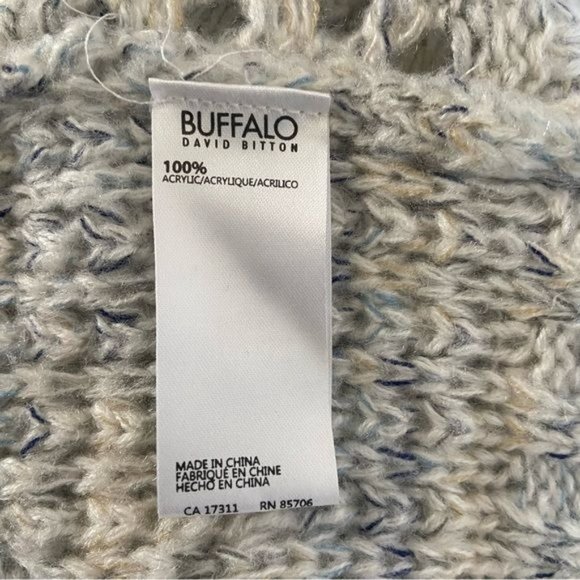 BUFFALO
DAVID BITTON
100%
ACRYLIC/ACRYLIQUE/ACRILICO
MADE IN CHINA
FABRIQUÉ EN CHINE
HECHO EN CHINA
CA 17311 RN 85706